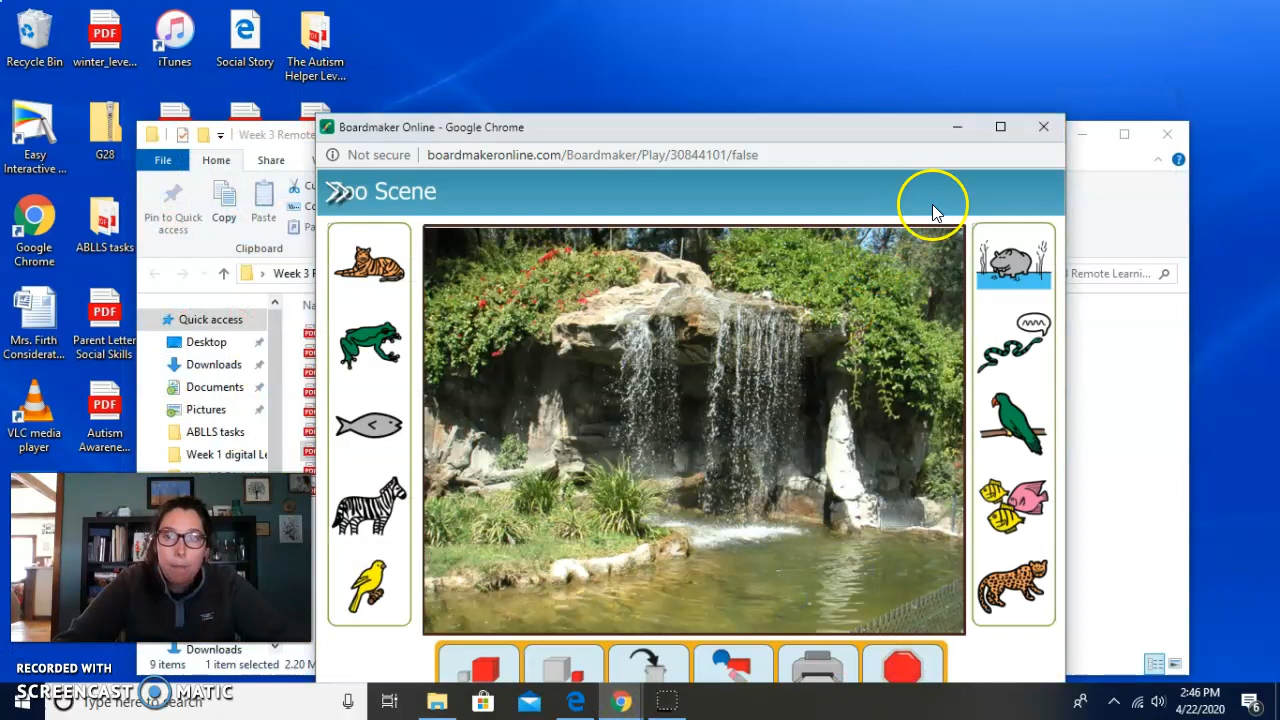 Recycle Bin
winter_leve...
iTunes
Social Story
The Autism
Helper Lev...
Easy
Interactive ...
G28
Google
Chrome
ABLLS tasks
Mrs. Firth
Considerat...
Parent Letter
Social Skills
VLC media
player
Autism
Awarene...
Week 3 Remote
File
Home
Share
Pin to Quick
access
Copy
Paste
Clipboard
Week 3 R
Remote Learni...
Quick access
Desktop
Downloads
Documents
Pictures
ABLLS tasks
Week 1 digital Le
Downloads
9 items
1 item selected
2.20 M
Boardmaker Online - Google Chrome
Not secure
boardmakeronline.com/Boardmaker/Play/30844101/false
Zoo Scene
RECORDED WITH
SCREENCAST MATIC
Type here to search
2:46 PM
4/22/2020
6